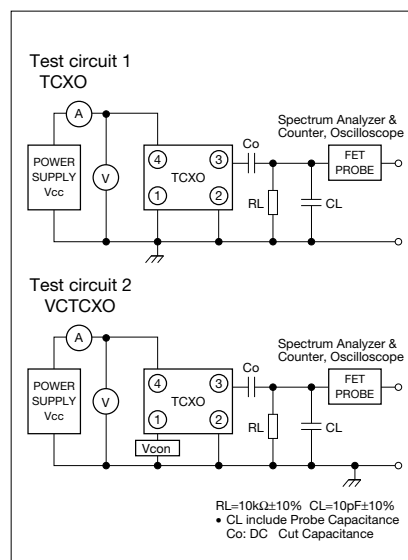 Test circuit 1
TCXO
A
Spectrum Analyzer &
Counter, Oscilloscope
Co
POWER
SUPPLY
Vcc
V
4
3
TCXO
1
2
RL
CL
FET
PROBE
Test circuit 2
VCTCXO
A
Spectrum Analyzer &
Counter, Oscilloscope
Co
POWER
SUPPLY
Vcc
V
4
3
TCXO
1
2
Vcon
RL
CL
FET
PROBE
RL=10kΩ±10% CL=10pF±10%
• CL include Probe Capacitance
Co: DC Cut Capacitance